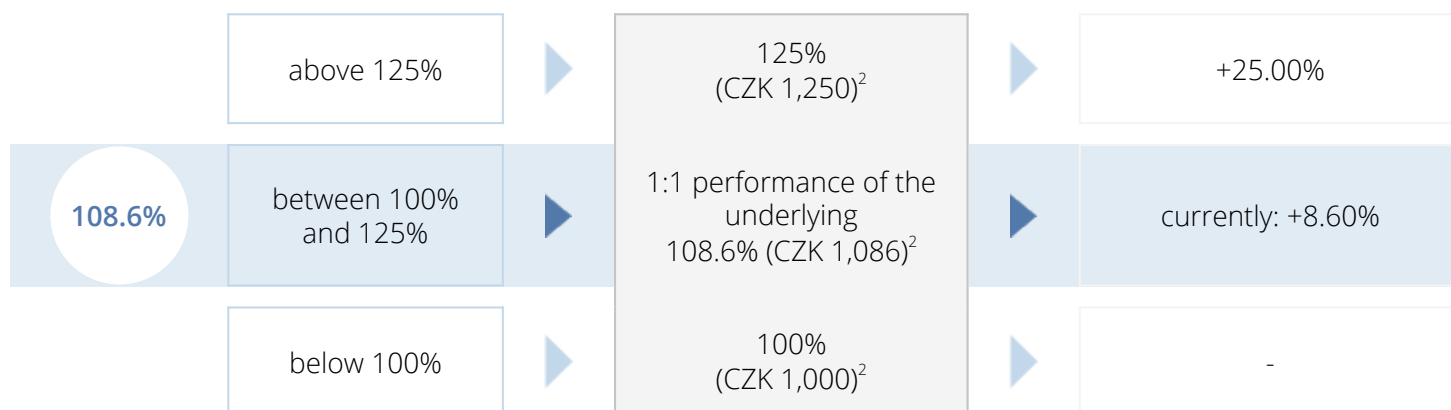 above 125%
125%
(CZK 1,250)²
+25.00%
108.6%
between 100%
and 125%
1:1 performance of the
underlying
108.6% (CZK 1,086)²
currently: +8.60%
below 100%
100%
(CZK 1,000)²
-